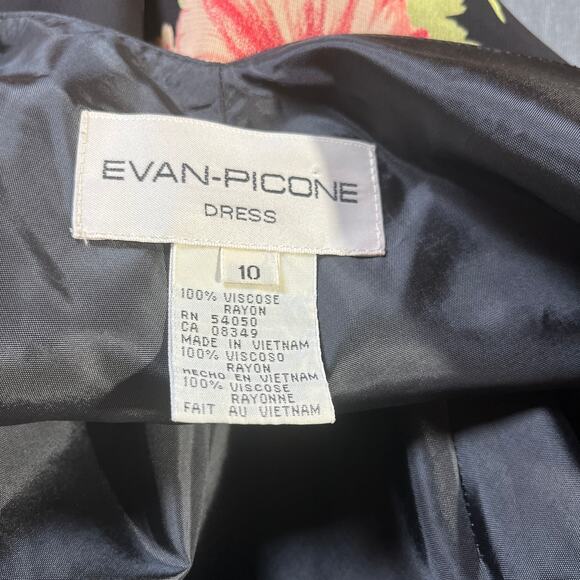 EVAN-PICONE
DRESS
10
100% VISCOSE
RAYON
RN 54050
CA 08349
MADE IN VIETNAM
100% VISCOSO
RAYON
HECHO EN VIETNAM
100% VISCOSE
RAYONNE
FAIT AU VIETNAM